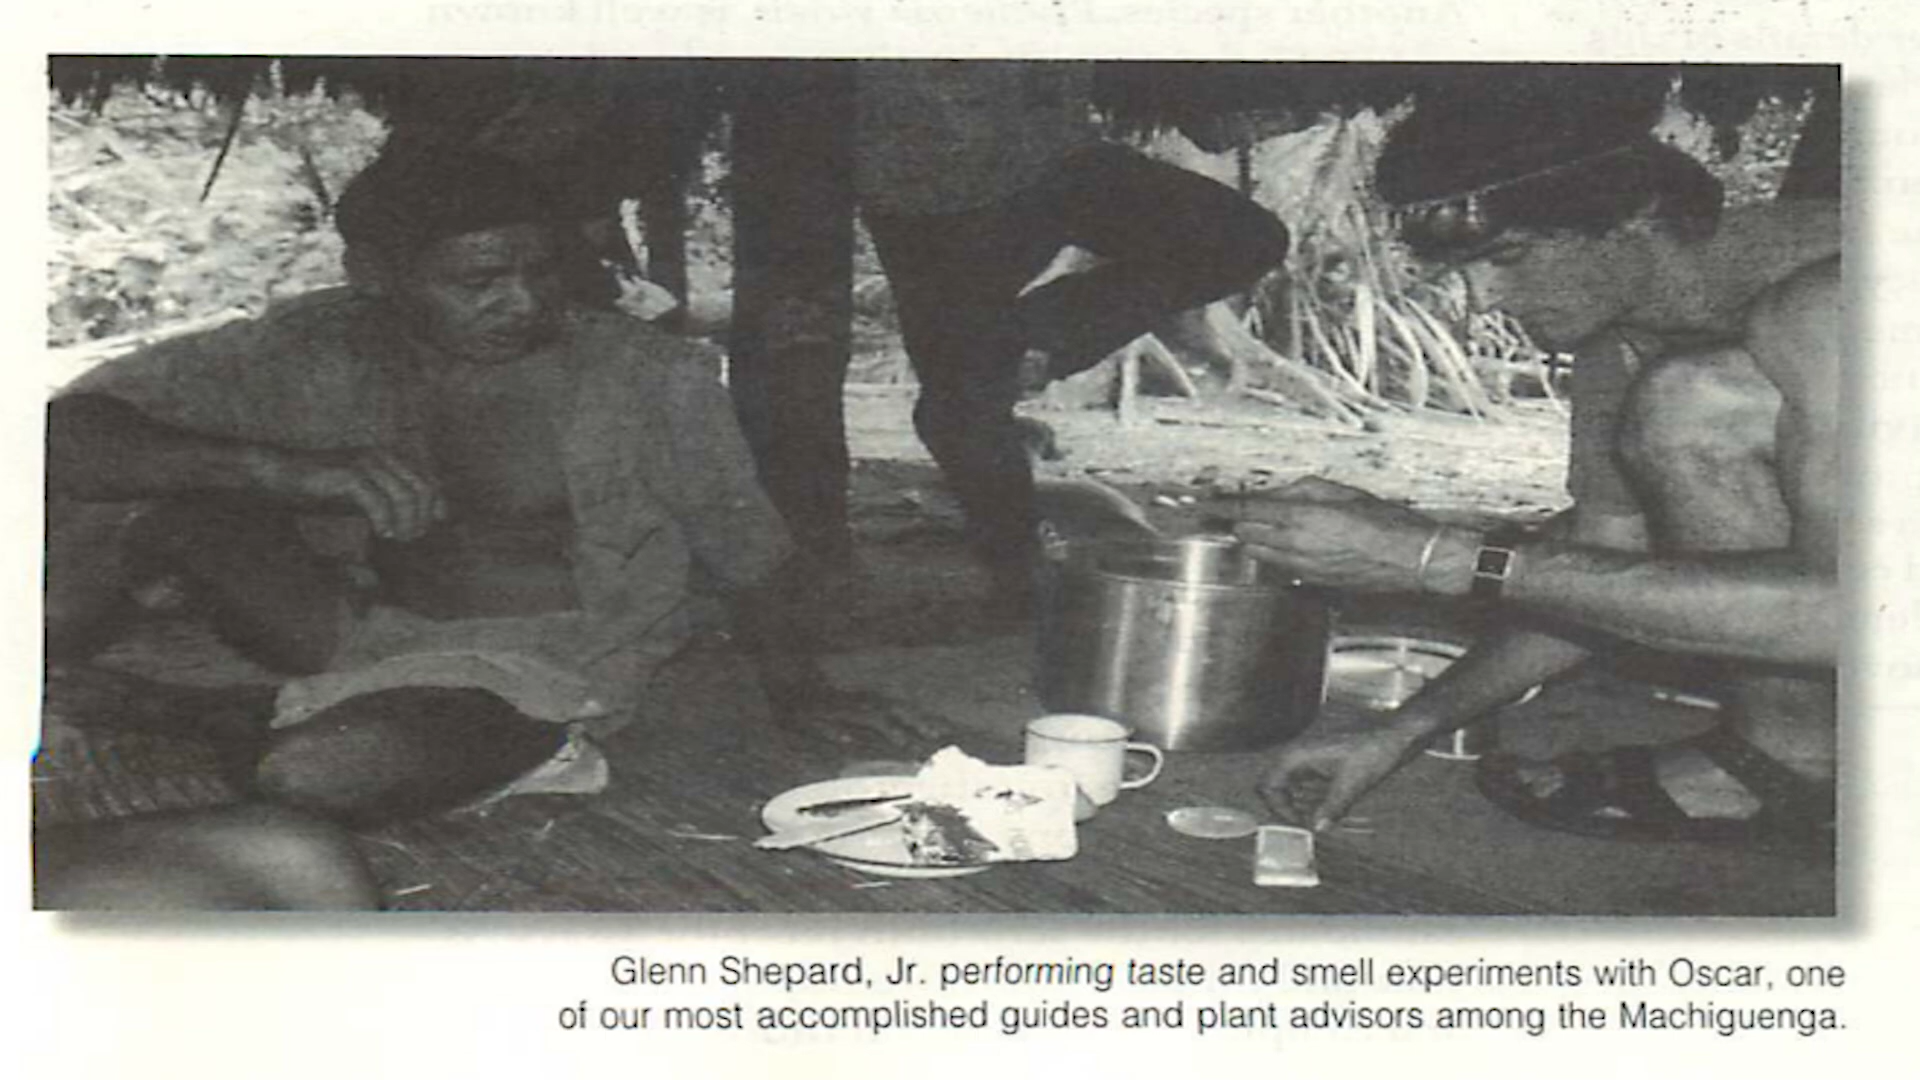 Glenn Shepard, Jr. performing taste and smell experiments with Oscar, one
of our most accomplished guides and plant advisors among the Machiguenga.